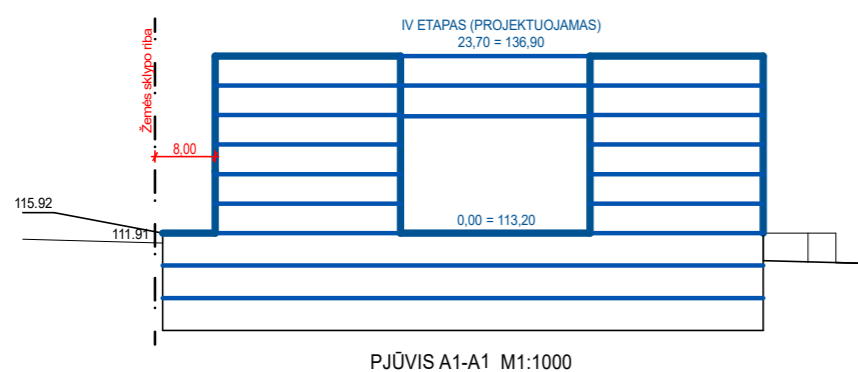 IV ETAPAS (PROJEKTUOJAMAS)
23,70 = 136,90
Žemės sklypo riba
8,00
115.92
111.91
0,00 = 113,20
PJŪVIS A1-A1 M1:1000